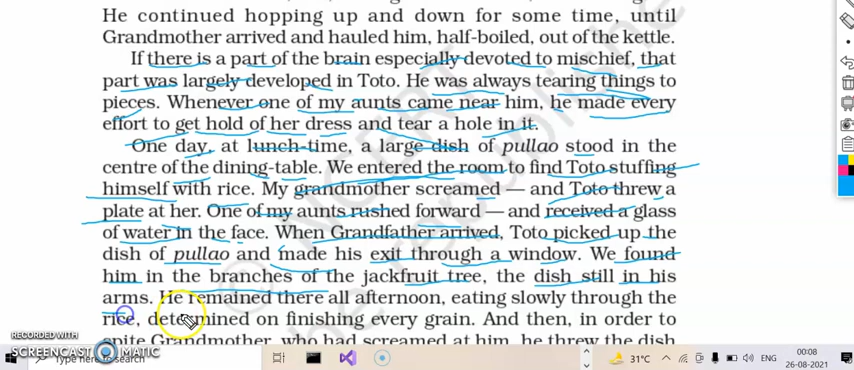 He continued hopping up and down for some time, until
Grandmother arrived and hauled him, half-boiled, out of the kettle.
If there is a part of the brain especially devoted to mischief, that
part was largely developed in Toto. He was always tearing things to
pieces. Whenever one of my aunts came near him, he made every
effort to get hold of her dress and tear a hole in it.
One day, at lunch-time, a large dish of pullao stood in the
centre of the dining-table. We entered the room to find Toto stuffing
himself with rice. My grandmother screamed — and Toto threw a
plate at her. One of my aunts rushed forward — and received a glass
of water in the face. When Grandfather arrived, Toto picked up the
dish of pullao and made his exit through a window. We found
him in the branches of the jackfruit tree, the dish still in his
arms. He remained there all afternoon, eating slowly through the
rice, determined on finishing every grain. And then, in order to
spite Grandmother, who had screamed at him, he threw the dish
© NCERT
republished
RECORDED WITH
SCREENCAST MATIC
Type here to search
31°C
ENG
00:08
26-08-2021